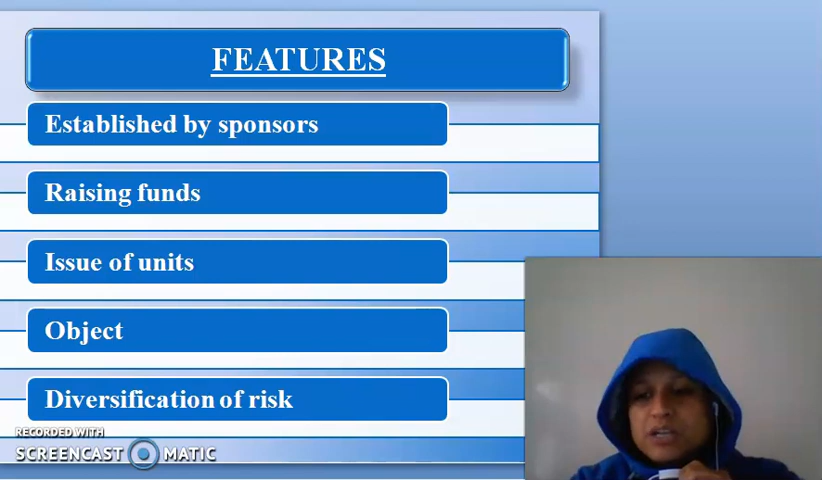 FEATURES
Established by sponsors
Raising funds
Issue of units
Object
Diversification of risk
RECORDED WITH
SCREENCAST MATIC